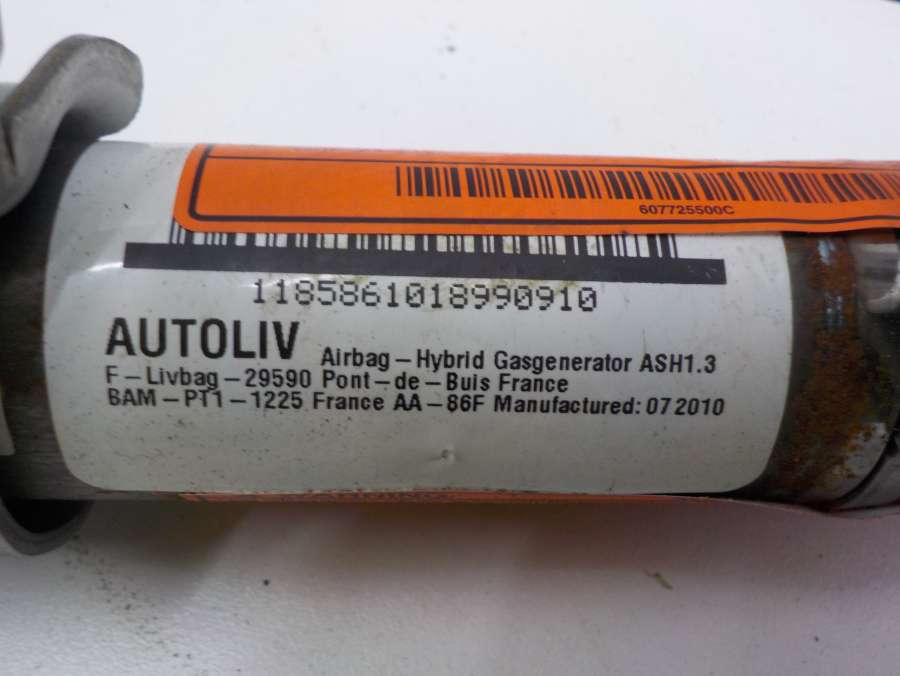 607725500C
1185861018990910
AUTOLIV Airbag-Hybrid Gasgenerator ASH1.3
F-Livbag-29590 Pont-de-Buis France
BAM-PT1-1225 France AA-86F Manufactured: 07 2010